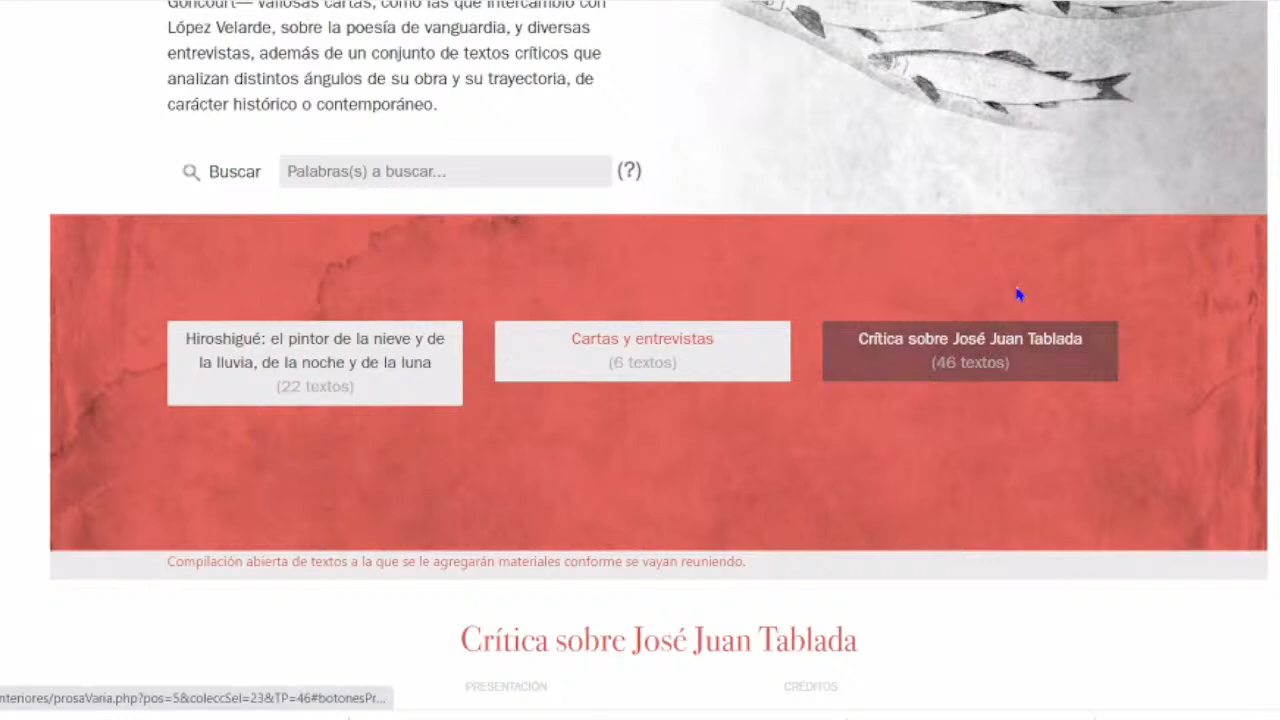 Goncourt— valiosas cartas, como las que intercambió con
López Velarde, sobre la poesía de vanguardia, y diversas
entrevistas, además de un conjunto de textos críticos que
analizan distintos ángulos de su obra y su trayectoria, de
carácter histórico o contemporáneo.
Buscar
Palabras(s) a buscar...
(?)
Hiroshigué: el pintor de la nieve y de
la lluvia, de la noche y de la luna
(22 textos)
Cartas y entrevistas
(6 textos)
Crítica sobre José Juan Tablada
(46 textos)
Compilación abierta de textos a la que se le agregarán materiales conforme se vayan reuniendo.
Crítica sobre José Juan Tablada
PRESENTACIÓN
CRÉDITOS
nteriores/prosaVaria.php?pos=5&coleccSel=23&TP=46#botonesPr...